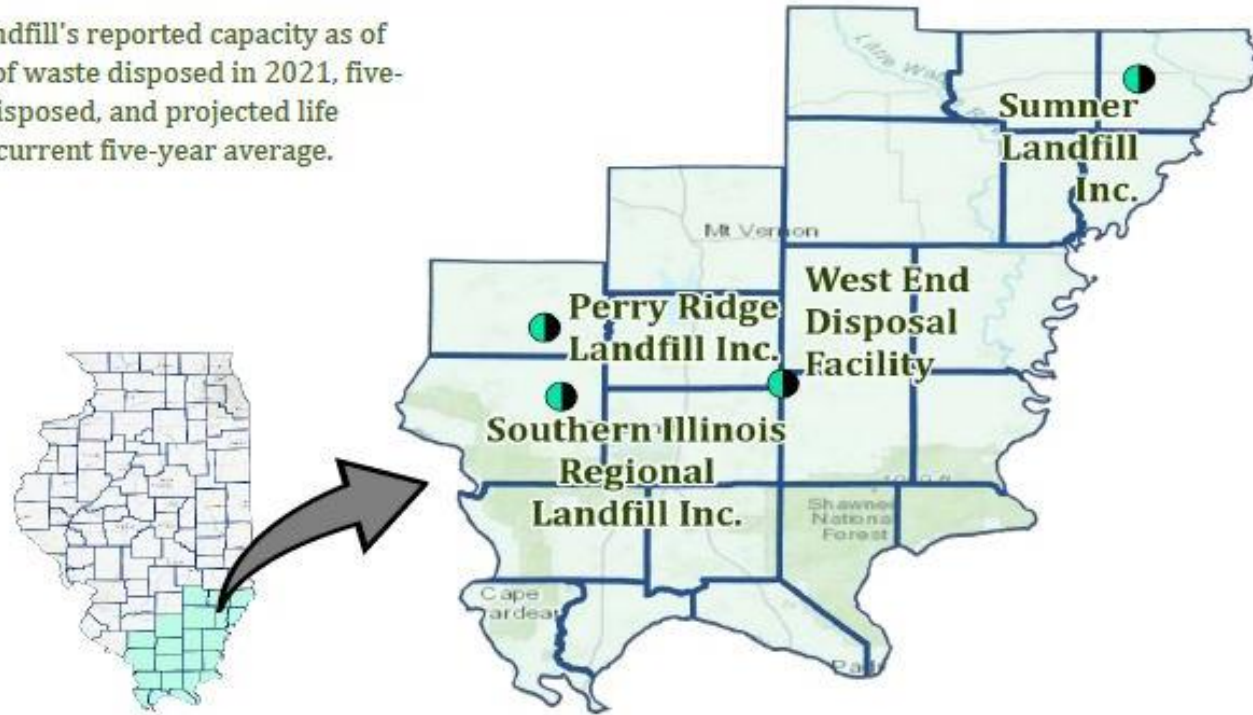 ndfill's reported capacity as of
of waste disposed in 2021, five-
isposed, and projected life
current five-year average.
Sumner
Landfill
Inc.
Mt Vernon
West End
Disposal
Facility
Perry Ridge
Landfill Inc.
Southern Illinois
Regional
Landfill Inc.
Shawnee
National
Forest
Cape